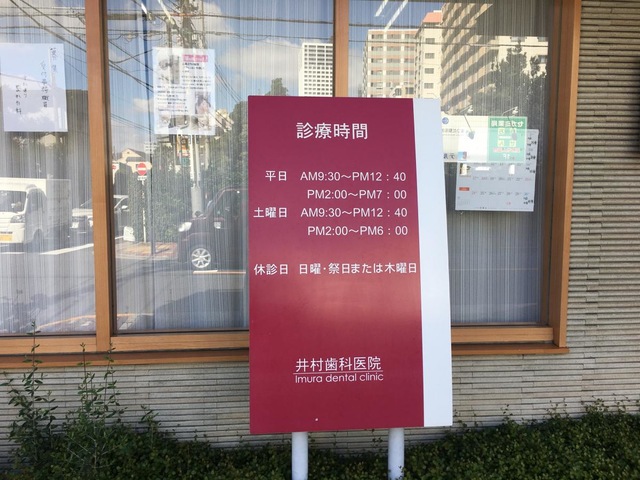 診療時間
平日 AM9:30～PM12：40
PM2:00～PM7：00
土曜日 AM9:30～PM12：40
PM2:00～PM6：00
休診日 日曜･祭日または木曜日
井村歯科医院
Imura dental clinic